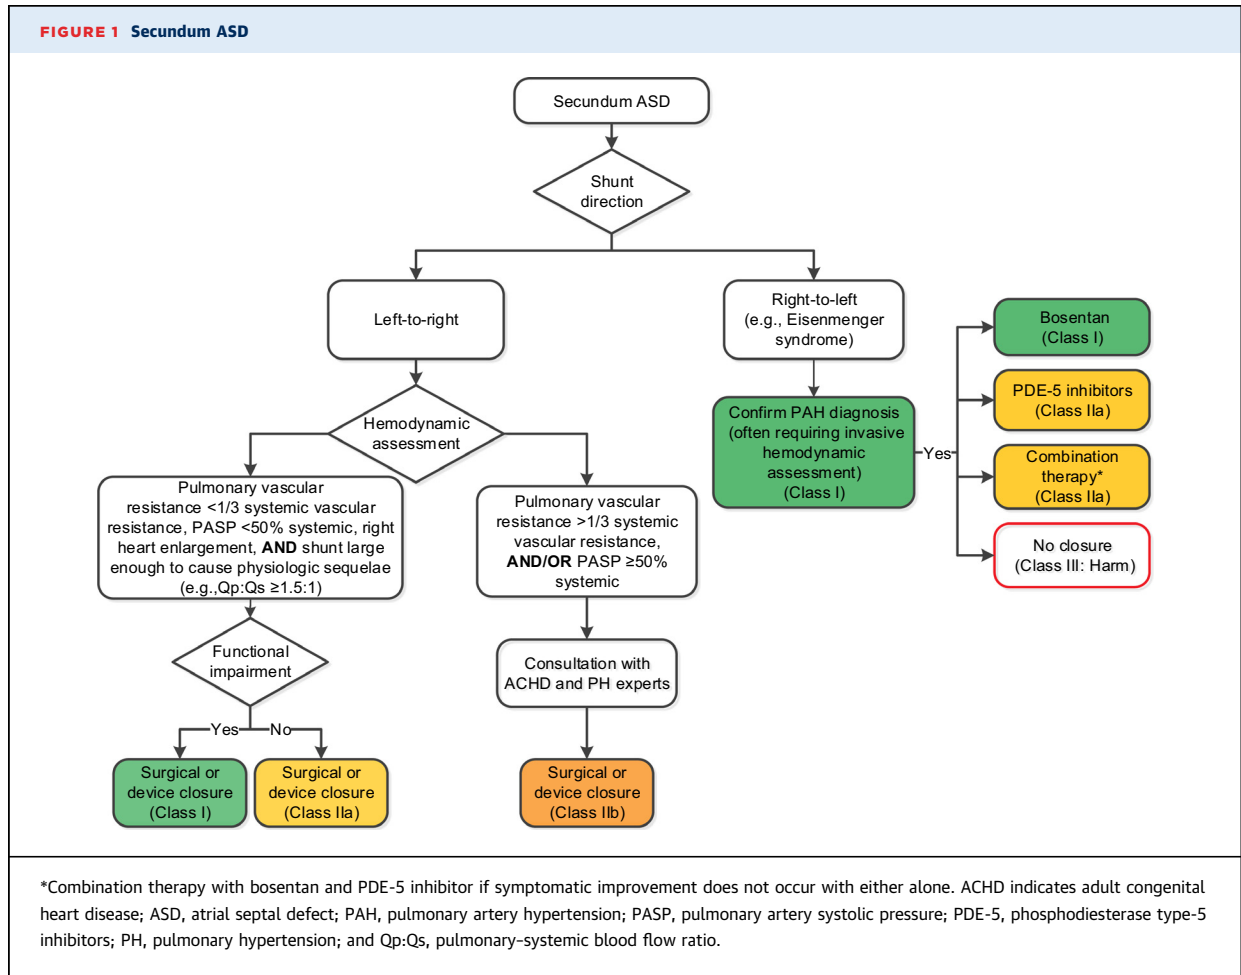 FIGURE 1 Secundum ASD
Secundum ASD
Shunt
direction
Left-to-right
Right-to-left
(e.g., Eisenmenger
syndrome)
Hemodynamic
assessment
Confirm PAH diagnosis
(often requiring invasive
hemodynamic
assessment)
(Class I)
Yes
Bosentan
(Class I)
PDE-5 inhibitors
(Class IIa)
Combination
therapy*
(Class IIa)
No closure
(Class III: Harm)
Pulmonary vascular
resistance <1/3 systemic vascular
resistance, PASP <50% systemic, right
heart enlargement, AND shunt large
enough to cause physiologic sequelae
(e.g.,Qp:Qs ≥1.5:1)
Pulmonary vascular
resistance >1/3 systemic
vascular resistance,
AND/OR PASP ≥50%
systemic
Functional
impairment
Consultation with
ACHD and PH experts
Yes
No
Surgical or
device closure
(Class I)
Surgical or
device closure
(Class IIa)
Surgical or
device closure
(Class IIb)
*Combination therapy with bosentan and PDE-5 inhibitor if symptomatic improvement does not occur with either alone. ACHD indicates adult congenital
heart disease; ASD, atrial septal defect; PAH, pulmonary artery hypertension; PASP, pulmonary artery systolic pressure; PDE-5, phosphodiesterase type-5
inhibitors; PH, pulmonary hypertension; and Qp:Qs, pulmonary–systemic blood flow ratio.